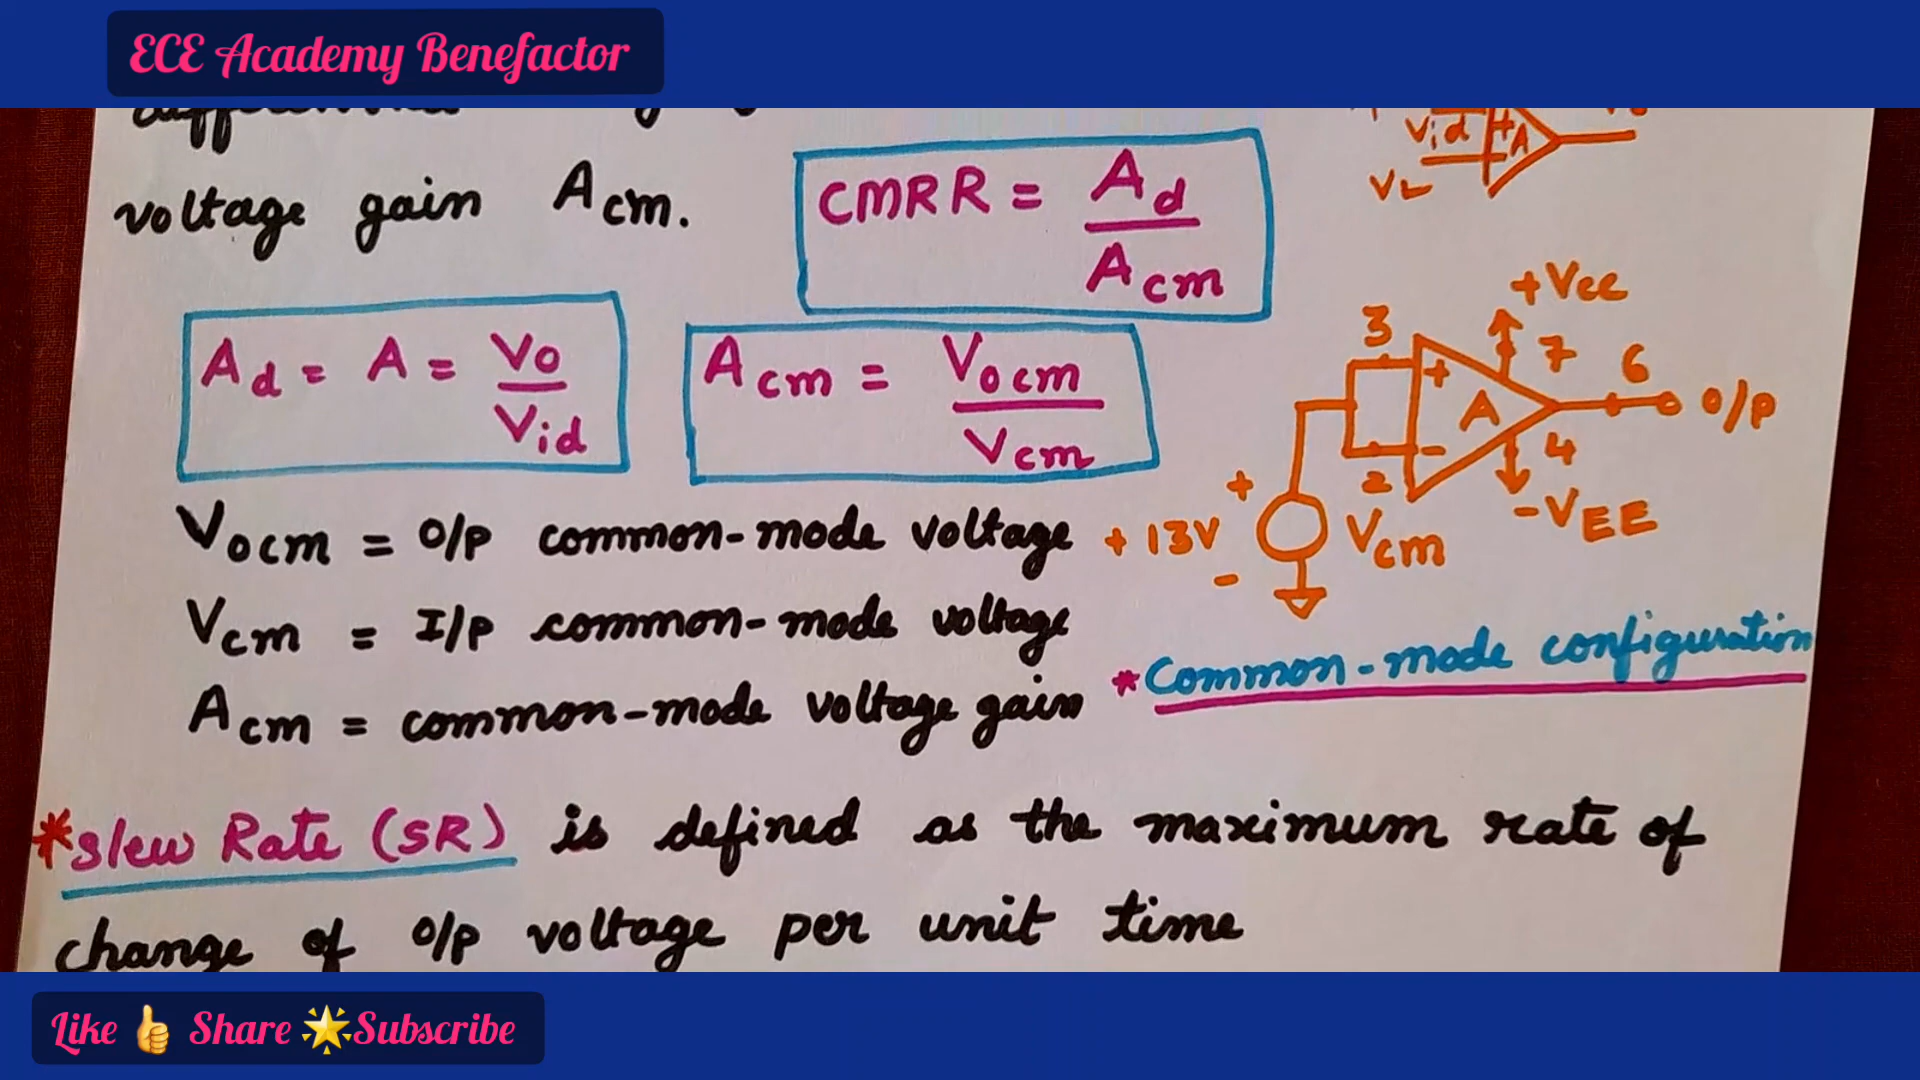 ECE Academy Benefactor
voltage gain Acm.
CMRR = Ad
Acm
Vid
+
A
+Vcc
3
7
6
Ad = A = Vo
Vid
Acm = Vocm
Vcm
+
A
O/P
-
4
2
-VEE
+
+13V
-
Vcm
Vocm = O/P common-mode voltage
Vcm = I/P common-mode voltage
Acm = common-mode voltage gain
*Common-mode configuration
*Slew Rate (SR) is defined as the maximum rate of
change of O/P voltage per unit time
Like 👍 Share 🌟Subscribe